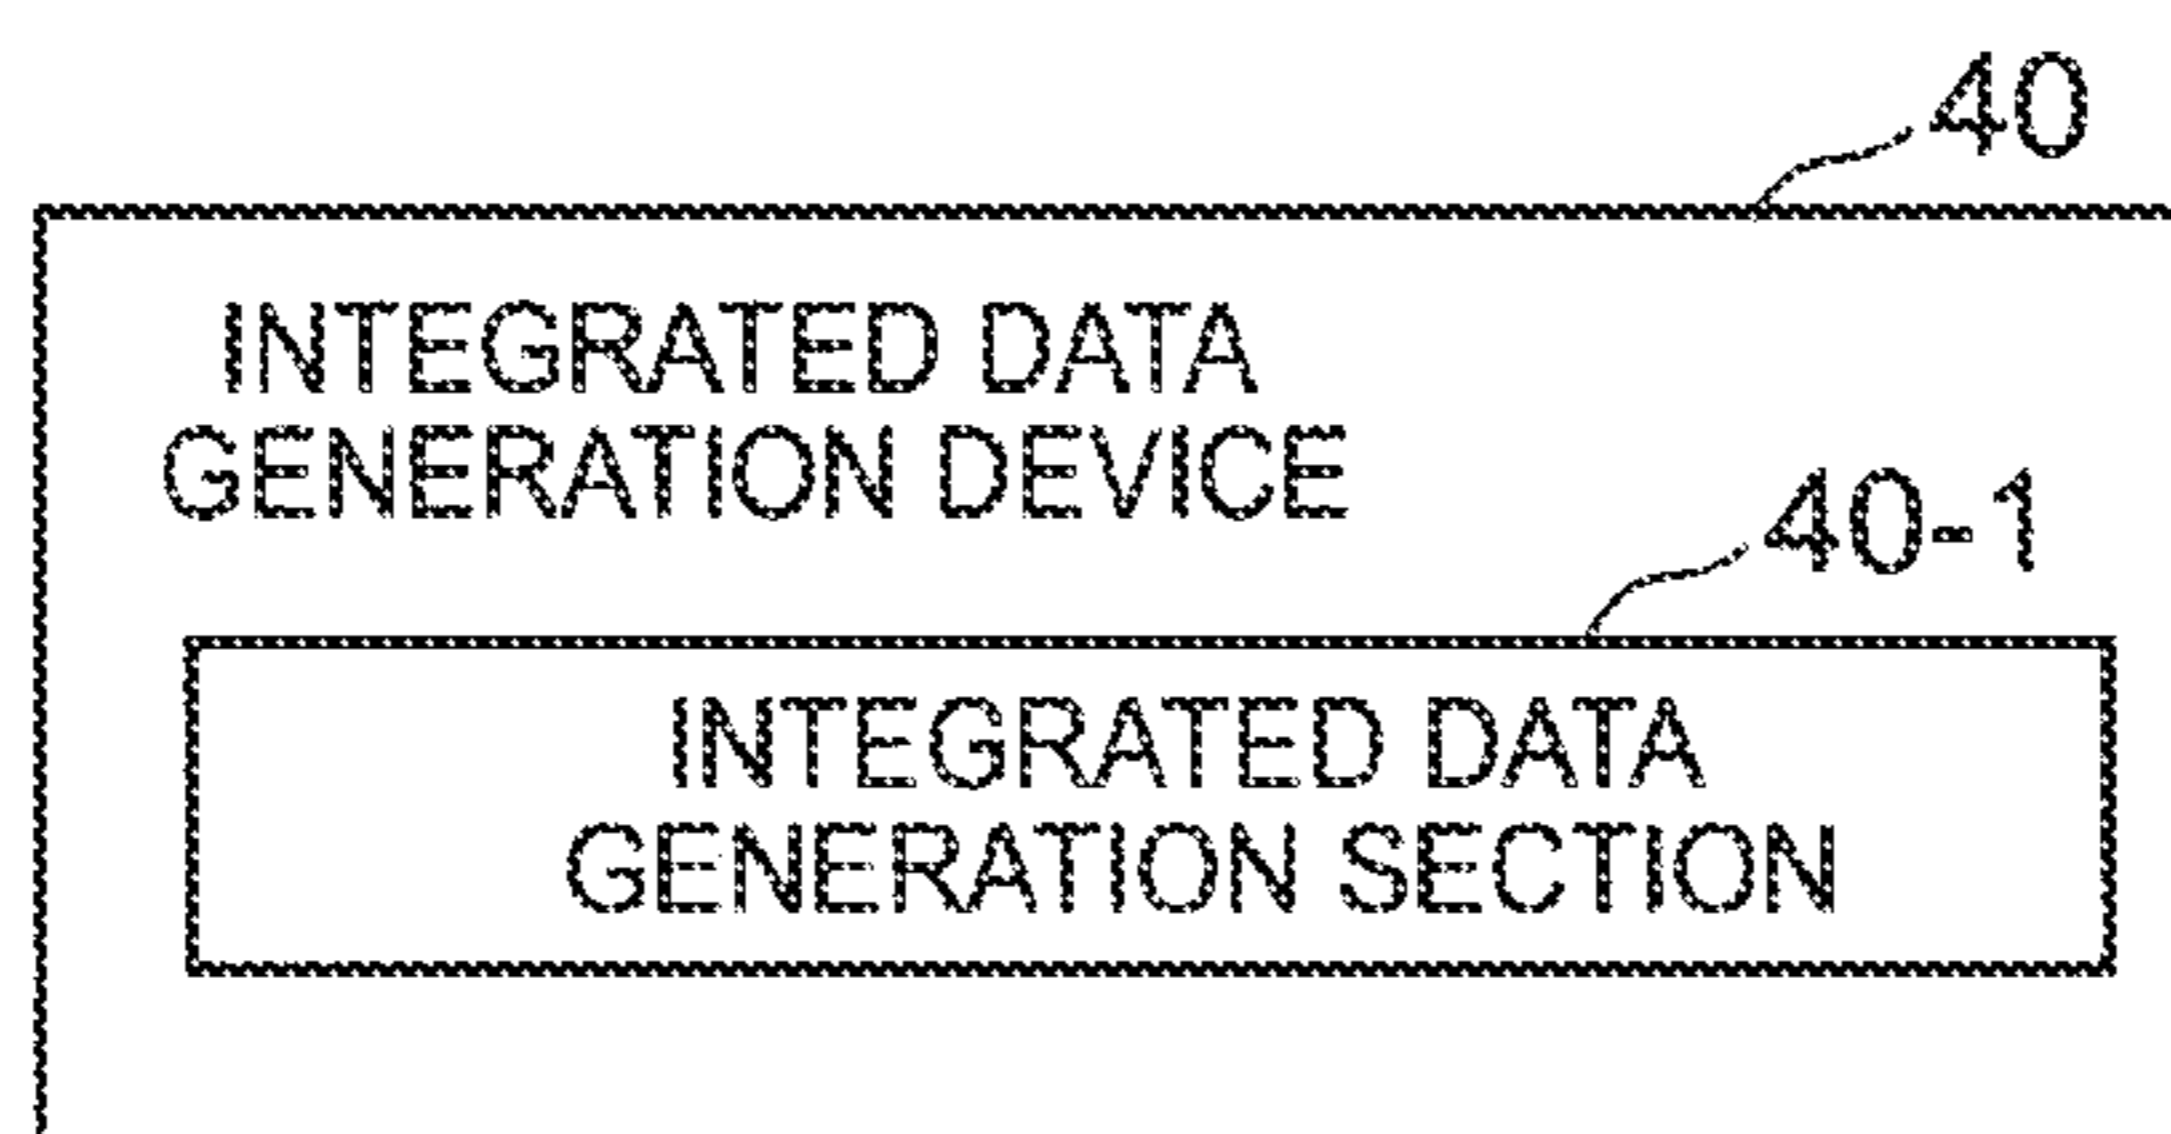 40
INTEGRATED DATA
GENERATION DEVICE
40-1
INTEGRATED DATA
GENERATION SECTION